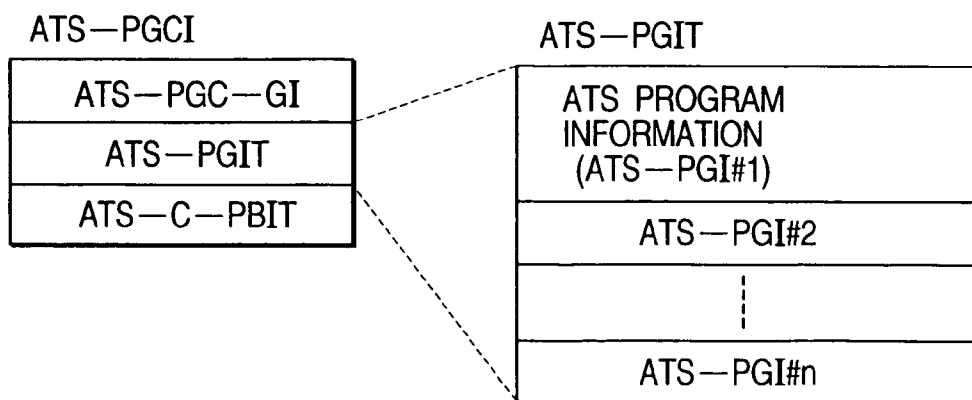 ATS—PGCI
ATS—PGC—GI
ATS—PGIT
ATS—C—PBIT
ATS—PGIT
ATS PROGRAM
INFORMATION
(ATS—PGI#1)
ATS—PGI#2
ATS—PGI#n